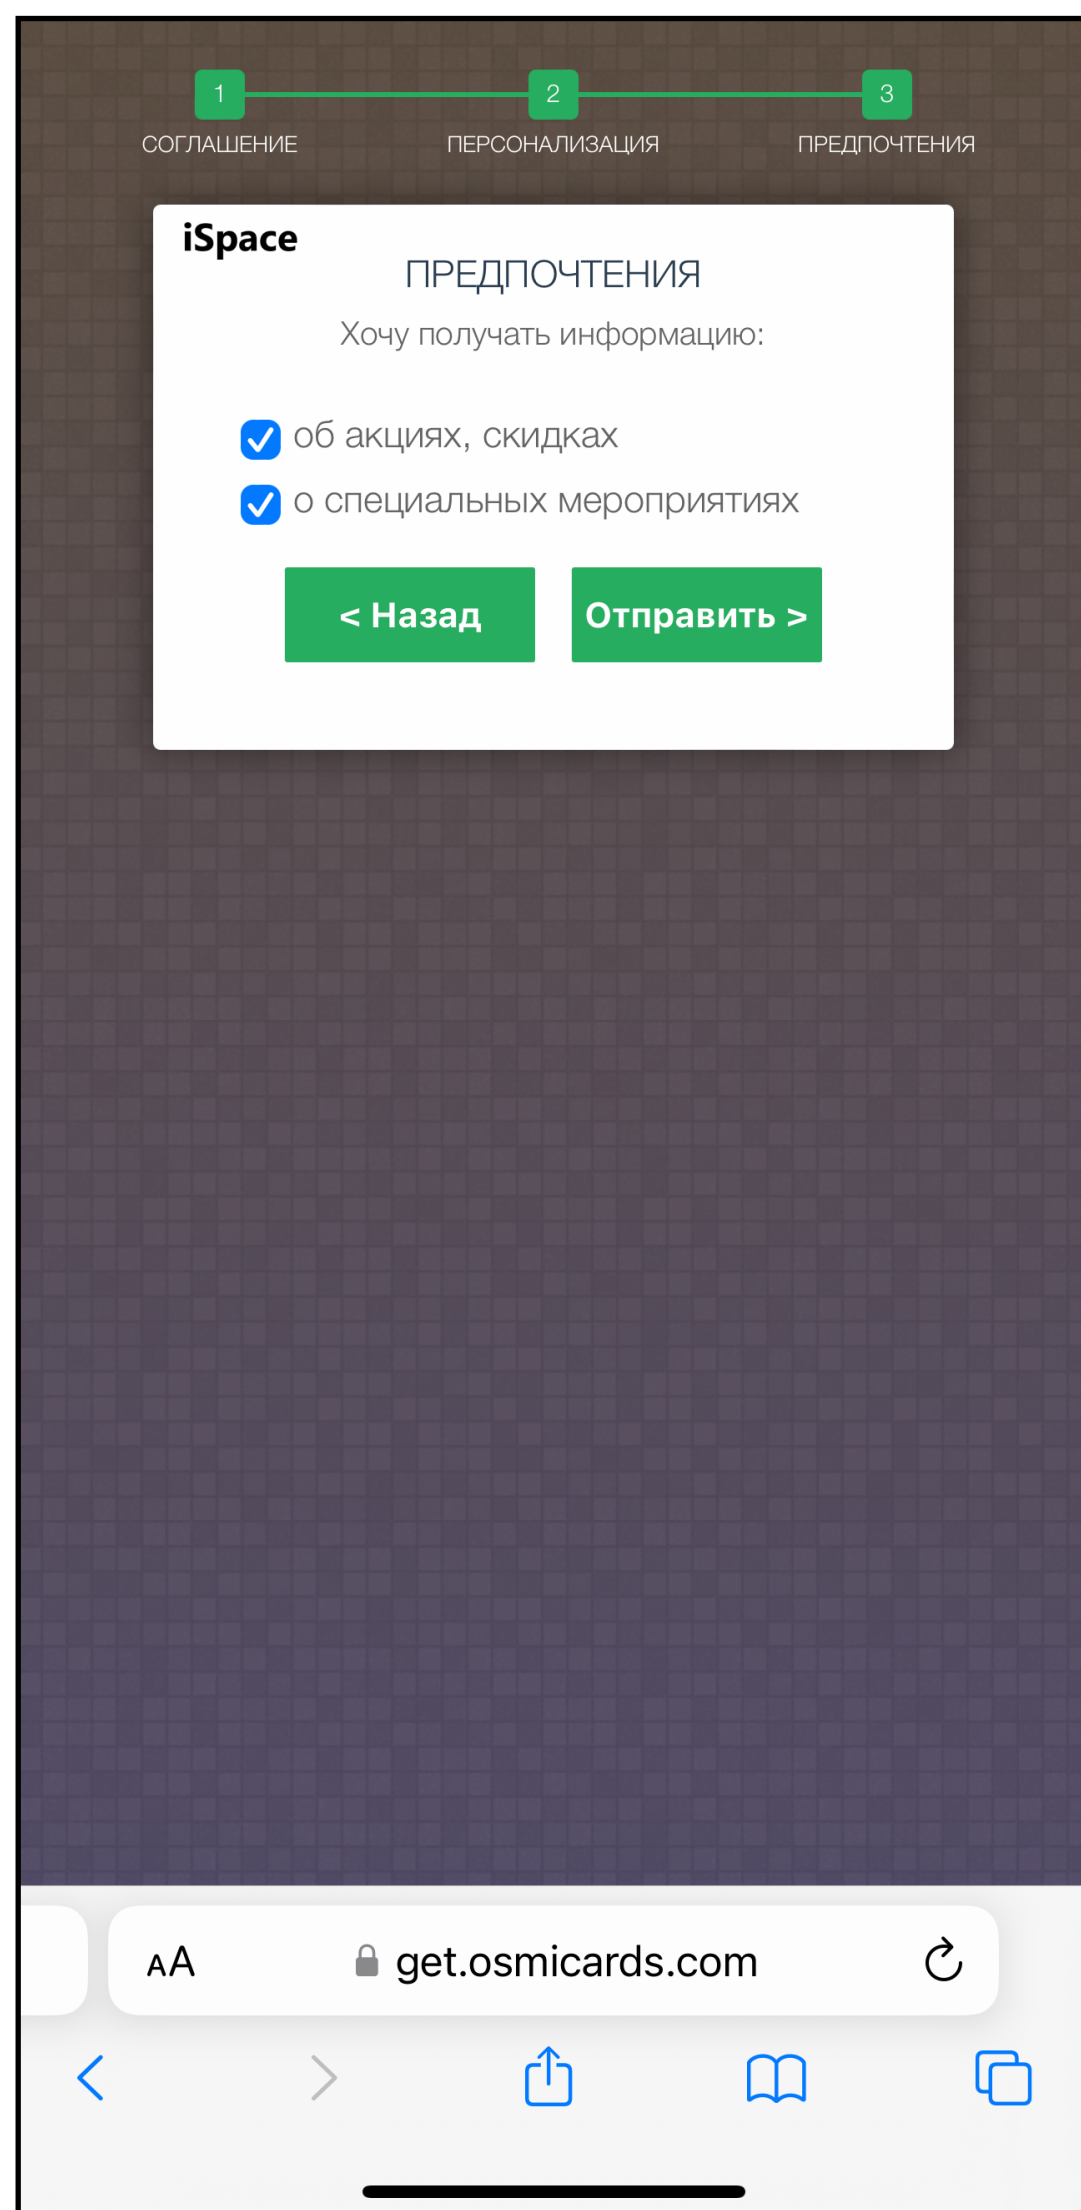 1 2 3
СОГЛАШЕНИЕ ПЕРСОНАЛИЗАЦИЯ ПРЕДПОЧТЕНИЯ
iSpace
ПРЕДПОЧТЕНИЯ
Хочу получать информацию:
об акциях, скидках
о специальных мероприятиях
< Назад Отправить >
AA get.osmicards.com